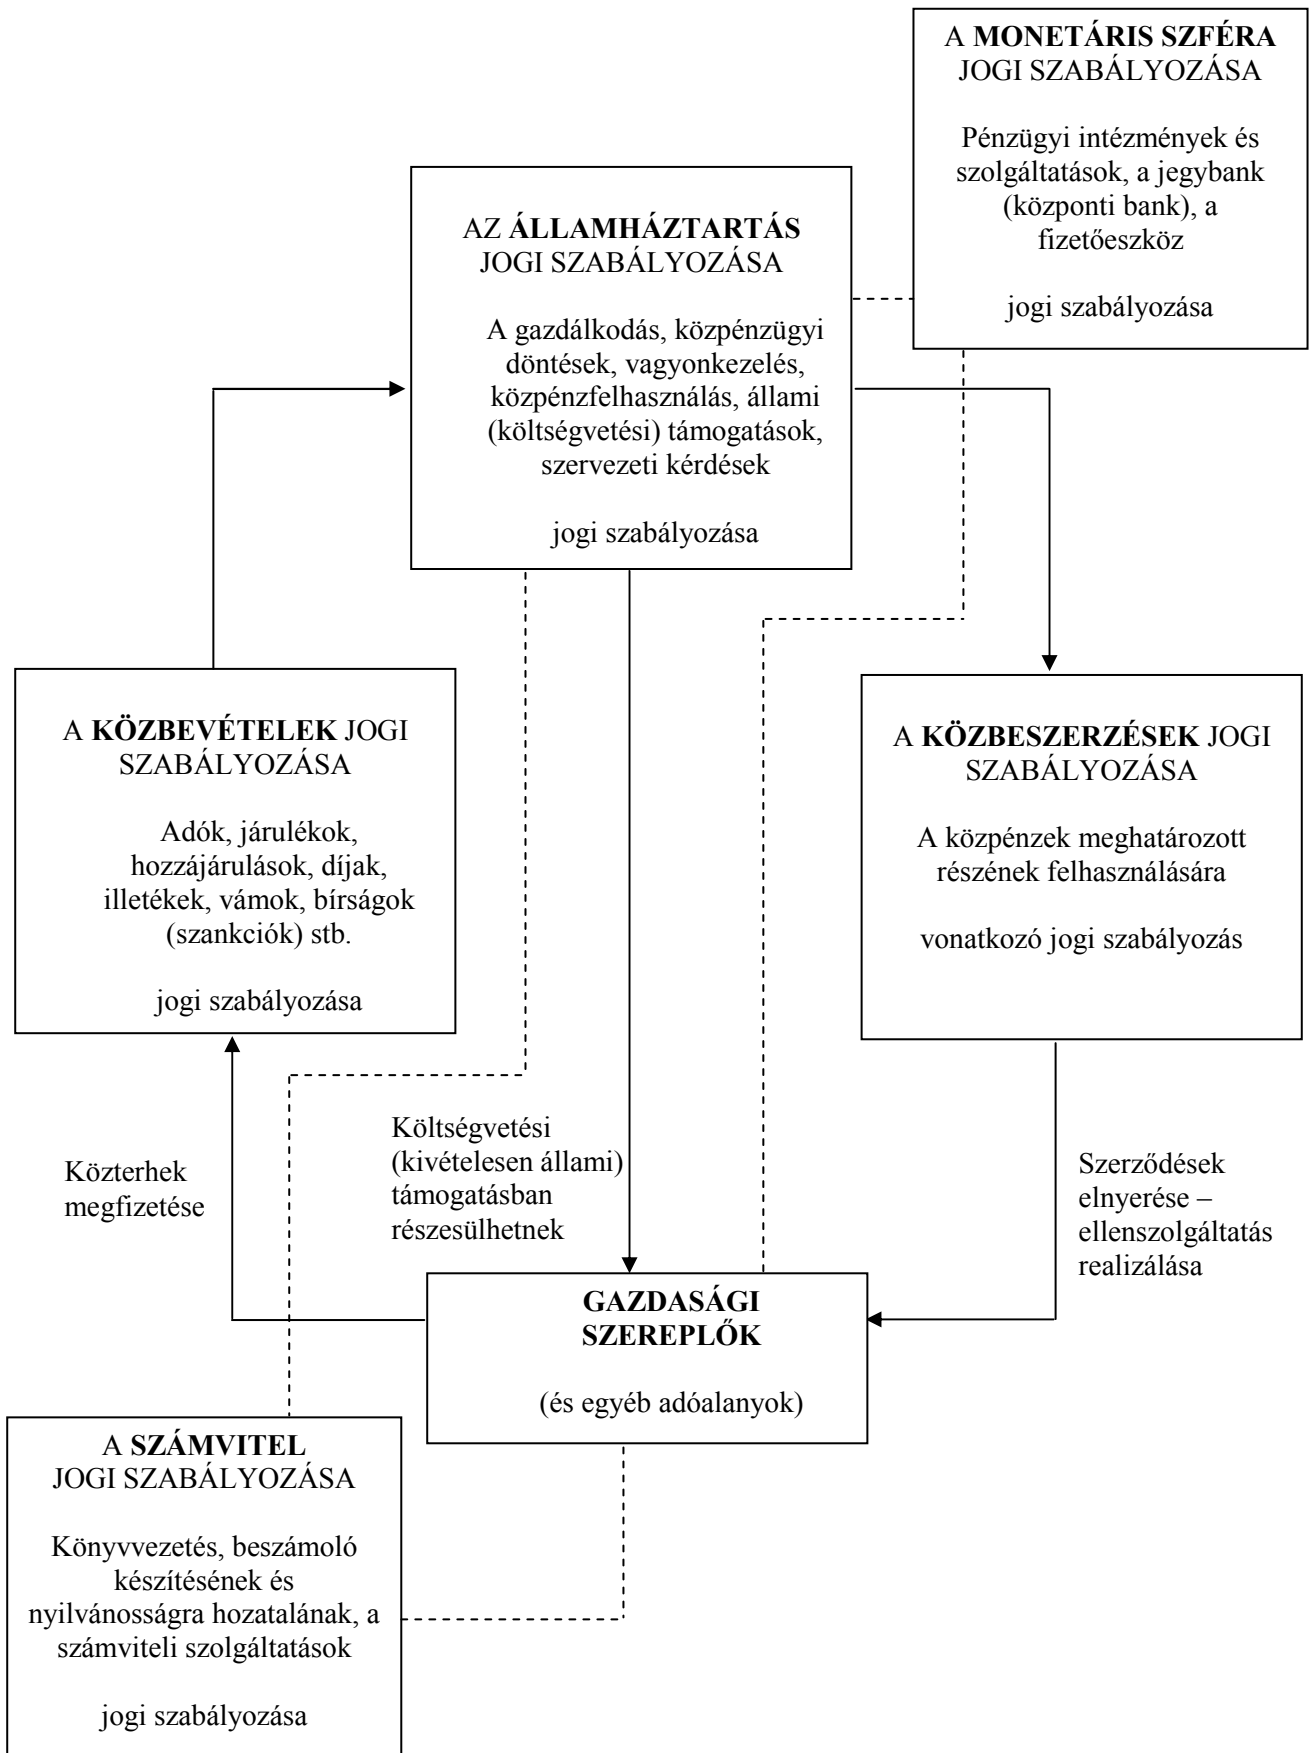 A MONETÁRIS SZFÉRA
JOGI SZABÁLYOZÁSA
Pénzügyi intézmények és
szolgáltatások, a jegybank
(központi bank), a
fizetőeszköz
jogi szabályozása
AZ ÁLLAMHÁZTARTÁS
JOGI SZABÁLYOZÁSA
A gazdálkodás, közpénzügyi
döntések, vagyonkezelés,
közpénzfelhasználás, állami
(költségvetési) támogatások,
szervezeti kérdések
jogi szabályozása
A KÖZBEVÉTELEK JOGI
SZABÁLYOZÁSA
Adók, járulékok,
hozzájárulások, díjak,
illetékek, vámok, bírságok
(szankciók) stb.
jogi szabályozása
A KÖZBESZERZÉSEK JOGI
SZABÁLYOZÁSA
A közpénzek meghatározott
részének felhasználására
vonatkozó jogi szabályozás
Közterhek
megfizetése
Költségvetési
(kivételesen állami)
támogatásban
részesülhetnek
Szerződések
elnyerése –
ellenszolgáltatás
realizálása
GAZDASÁGI
SZEREPLŐK
(és egyéb adóalanyok)
A SZÁMVITEL
JOGI SZABÁLYOZÁSA
Könyvvezetés, beszámoló
készítésének és
nyilvánosságra hozatalának, a
számviteli szolgáltatások
jogi szabályozása